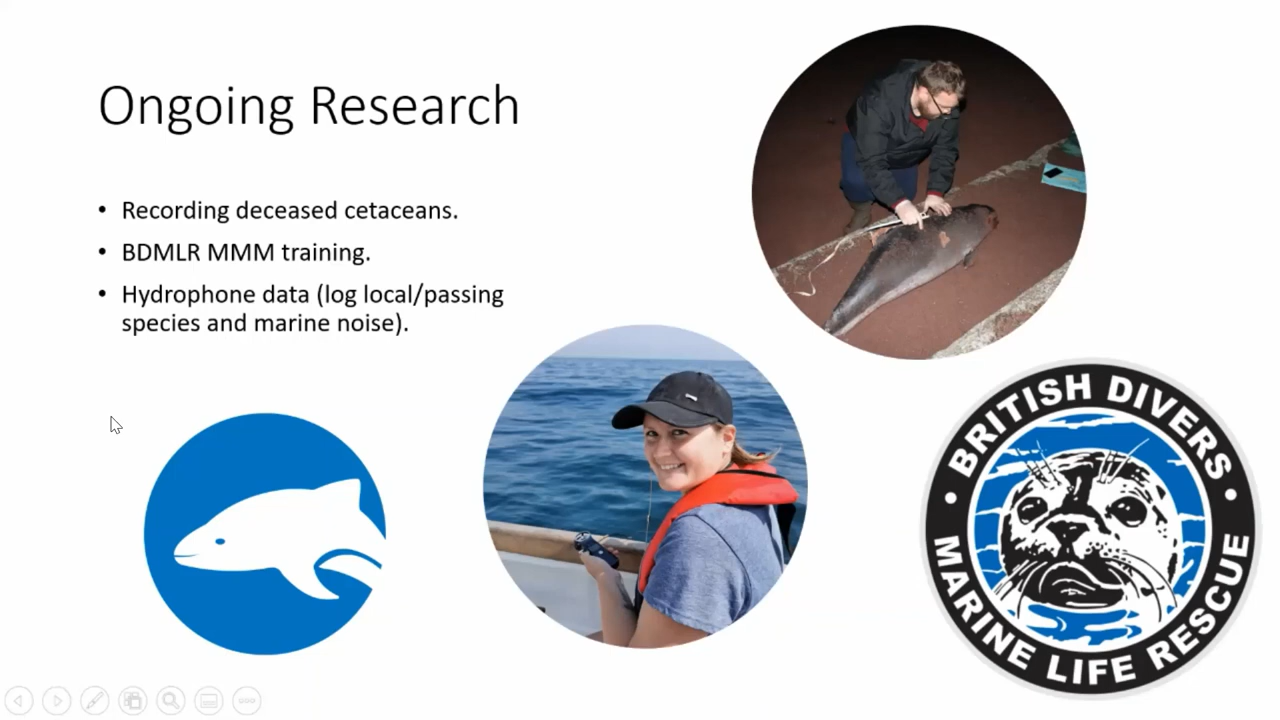 Ongoing Research
• Recording deceased cetaceans.
• BDMLR MMM training.
• Hydrophone data (log local/passing
species and marine noise).
• BRITISH DIVERS •
MARINE LIFE RESCUE